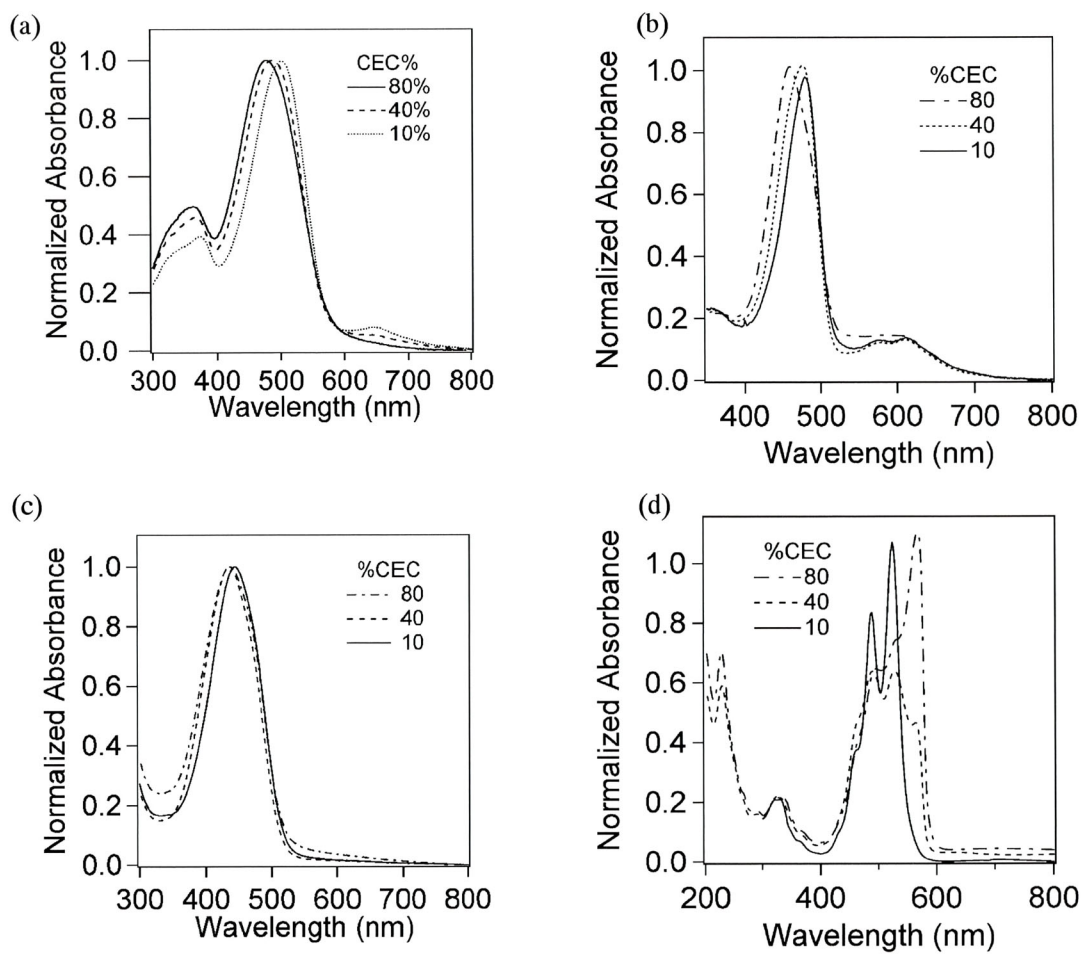 (a)
Normalized Absorbance
1.0
0.8
0.6
0.4
0.2
0.0
CEC%
80%
40%
10%
300 400 500 600 700 800
Wavelength (nm)
(b)
Normalized Absorbance
1.0
0.8
0.6
0.4
0.2
0.0
%CEC
80
40
10
400 500 600 700 800
Wavelength (nm)
(c)
Normalized Absorbance
1.0
0.8
0.6
0.4
0.2
0.0
%CEC
80
40
10
300 400 500 600 700 800
Wavelength (nm)
(d)
Normalized Absorbance
1.0
0.8
0.6
0.4
0.2
0.0
%CEC
80
40
10
200 400 600 800
Wavelength (nm)